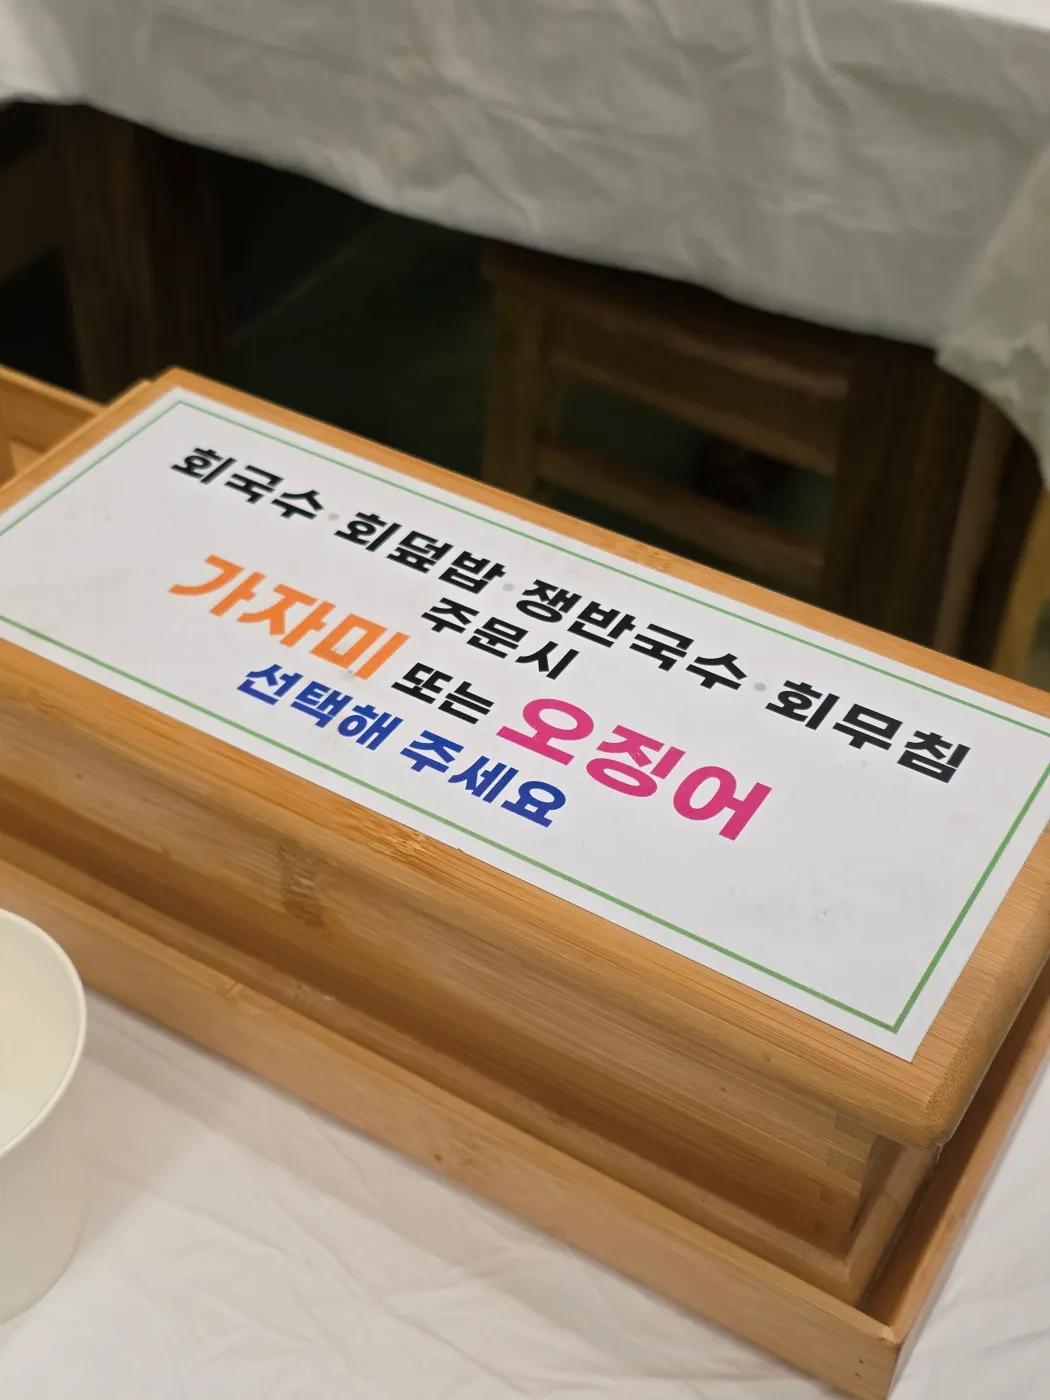 회국수·회덮밥·쟁반국수·회무침
주문시
가자미 또는 오징어
선택해 주세요